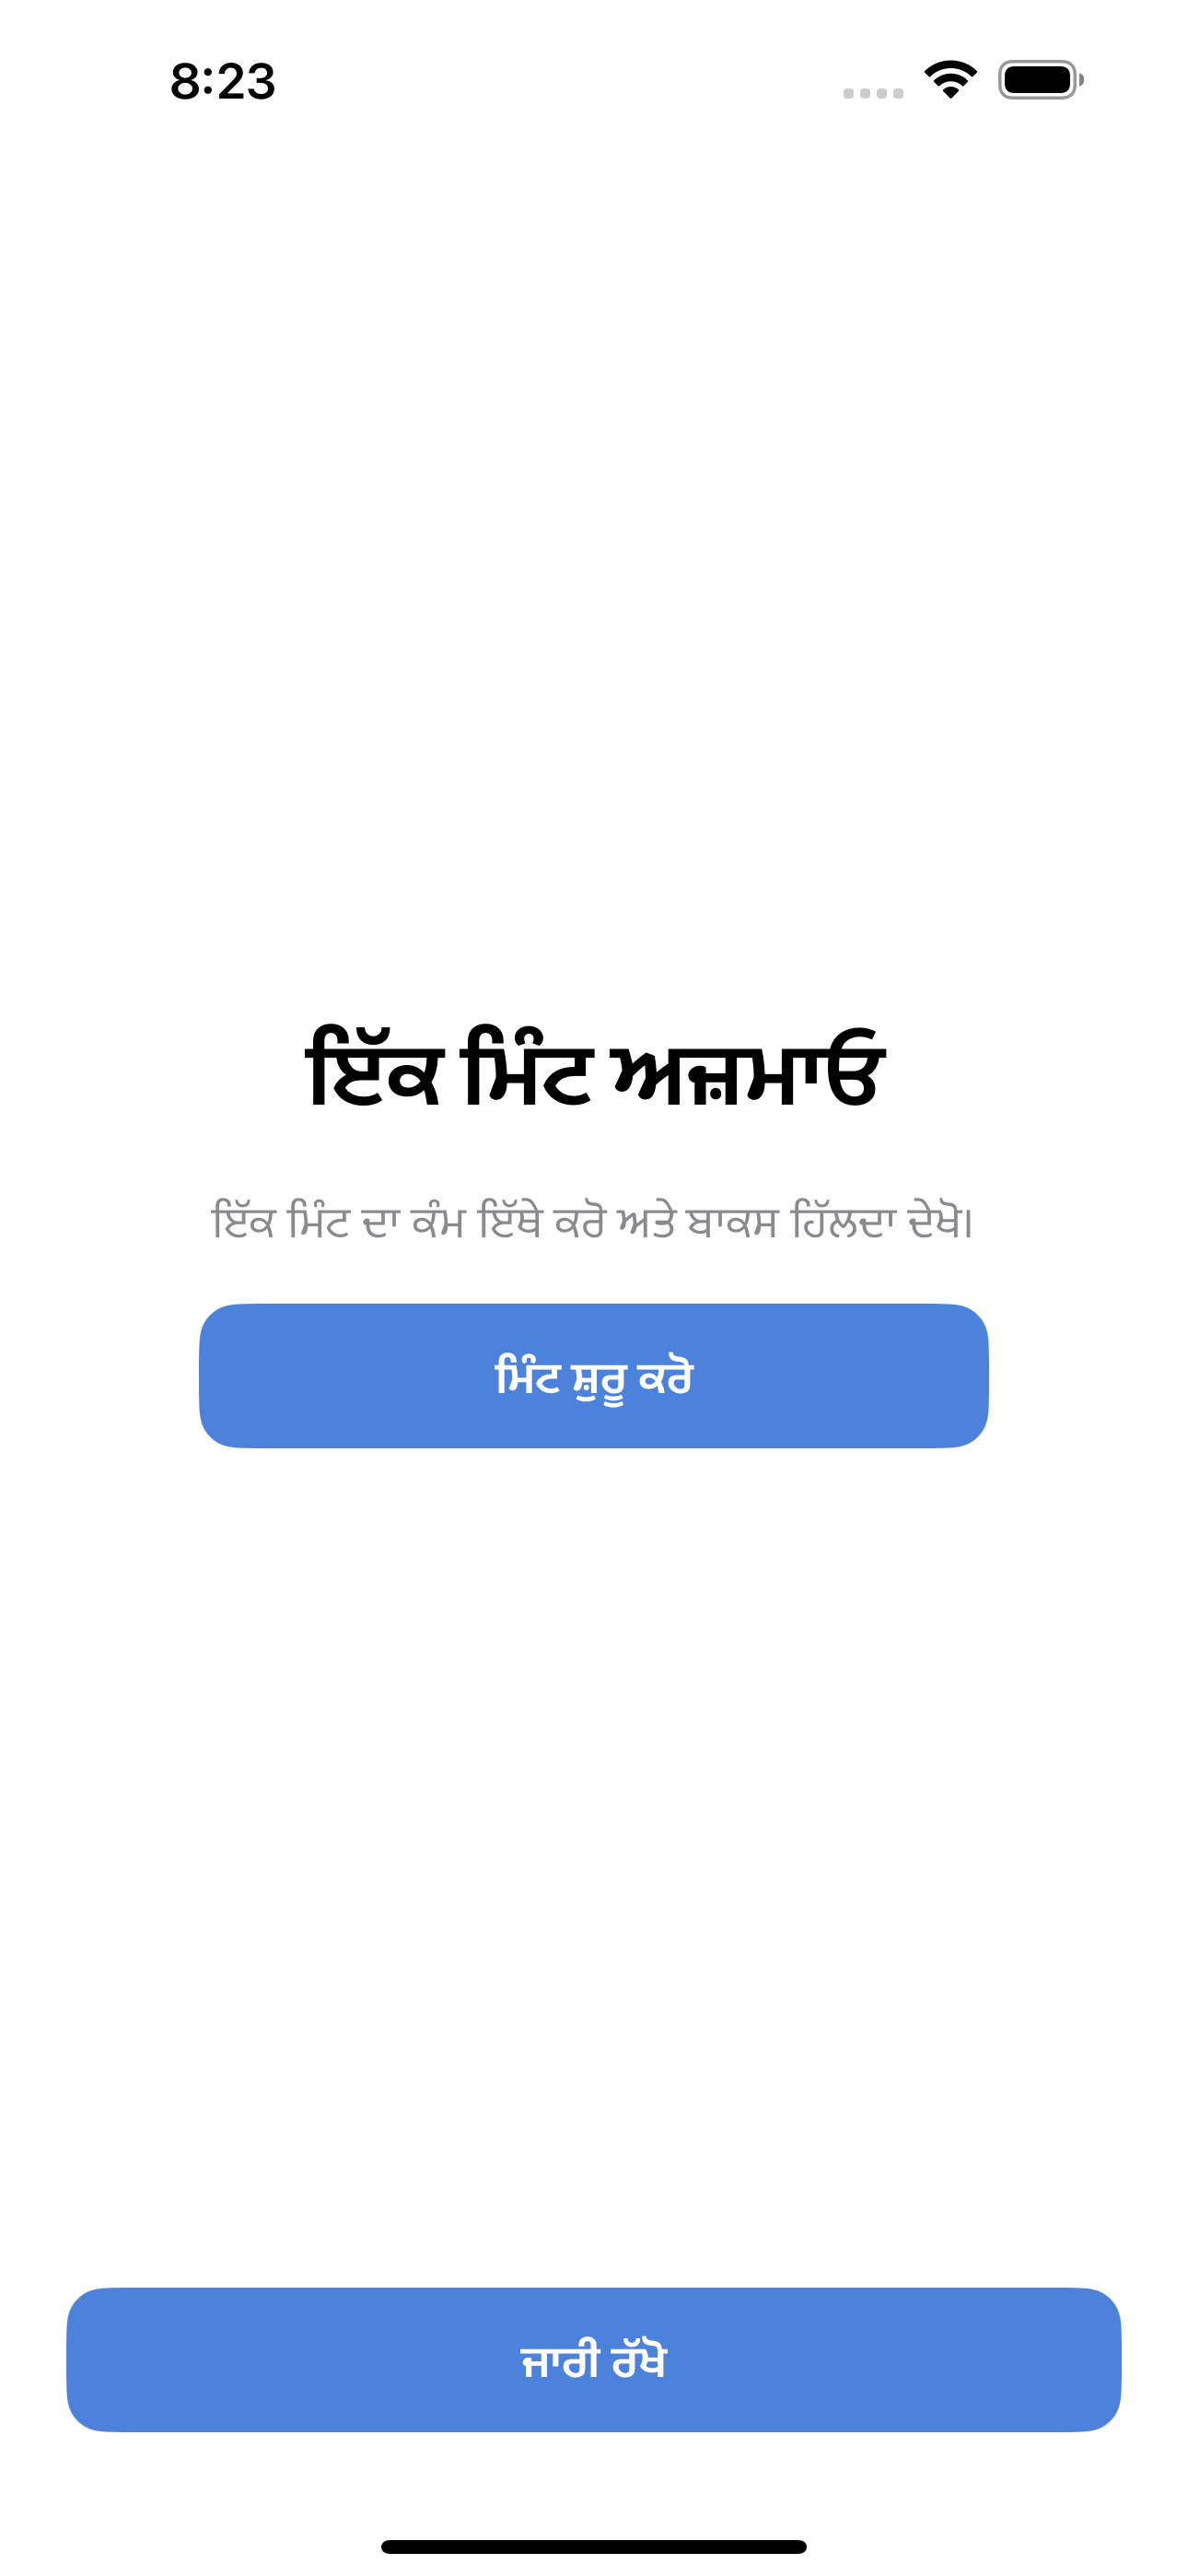 8:23
ਇੱਕ ਮਿੰਟ ਅਜ਼ਮਾਓ
ਇੱਕ ਮਿੰਟ ਦਾ ਕੰਮ ਇੱਥੇ ਕਰੋ ਅਤੇ ਬਾਕਸ ਹਿੱਲਦਾ ਦੇਖੋ।
ਮਿੰਟ ਸ਼ੁਰੂ ਕਰੋ
ਜਾਰੀ ਰੱਖੋ